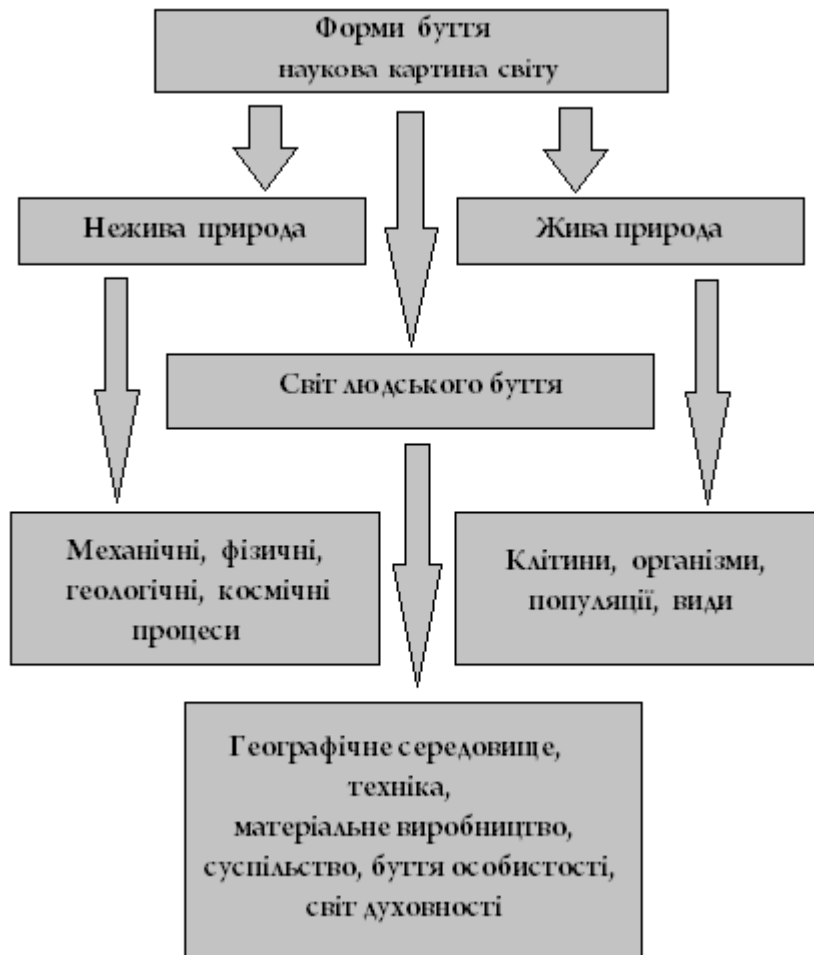 Форми буття
наукова картина світу
Нежива природа
Жива природа
Світ людського буття
Механічні, фізичні,
геологічні, космічні
процеси
Клітини, організми,
популяції, види
Географічне середовище,
техніка,
матеріальне виробництво,
суспільство, буття особистості,
світ духовності